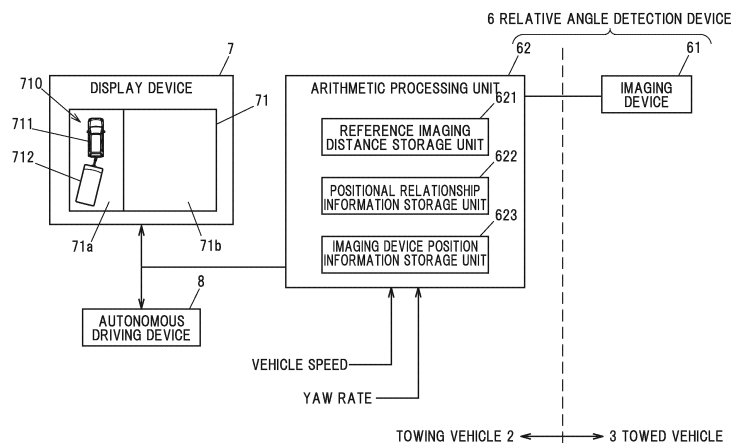 6 RELATIVE ANGLE DETECTION DEVICE
7
62
61
DISPLAY DEVICE
710
71
711
712
71a
71b
ARITHMETIC PROCESSING UNIT
621
REFERENCE IMAGING
DISTANCE STORAGE UNIT
622
POSITIONAL RELATIONSHIP
INFORMATION STORAGE UNIT
623
IMAGING DEVICE POSITION
INFORMATION STORAGE UNIT
IMAGING
DEVICE
8
AUTONOMOUS
DRIVING DEVICE
VEHICLE SPEED
YAW RATE
TOWING VEHICLE 2
3 TOWED VEHICLE